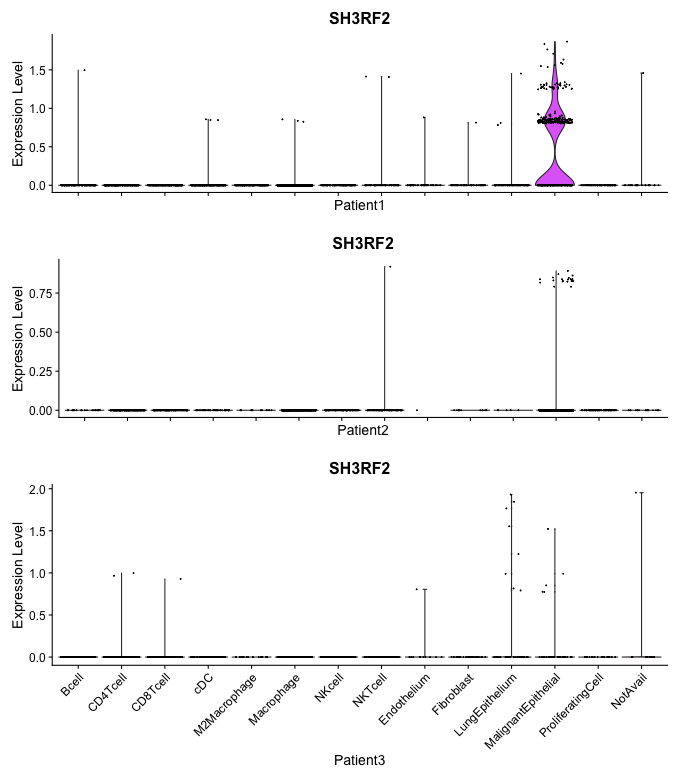 SH3RF2
Expression Level
1.5
1.0
0.5
0.0
Patient1
SH3RF2
Expression Level
0.75
0.50
0.25
0.00
Patient2
SH3RF2
Expression Level
2.0
1.5
1.0
0.5
0.0
Bcell
CD4Tcell
CD8Tcell
cDC
M2Macrophage
Macrophage
NKcell
NKTcell
Endothelium
Fibroblast
LungEpithelium
MalignantEpithelial
ProliferatingCell
NotAvail
Patient3